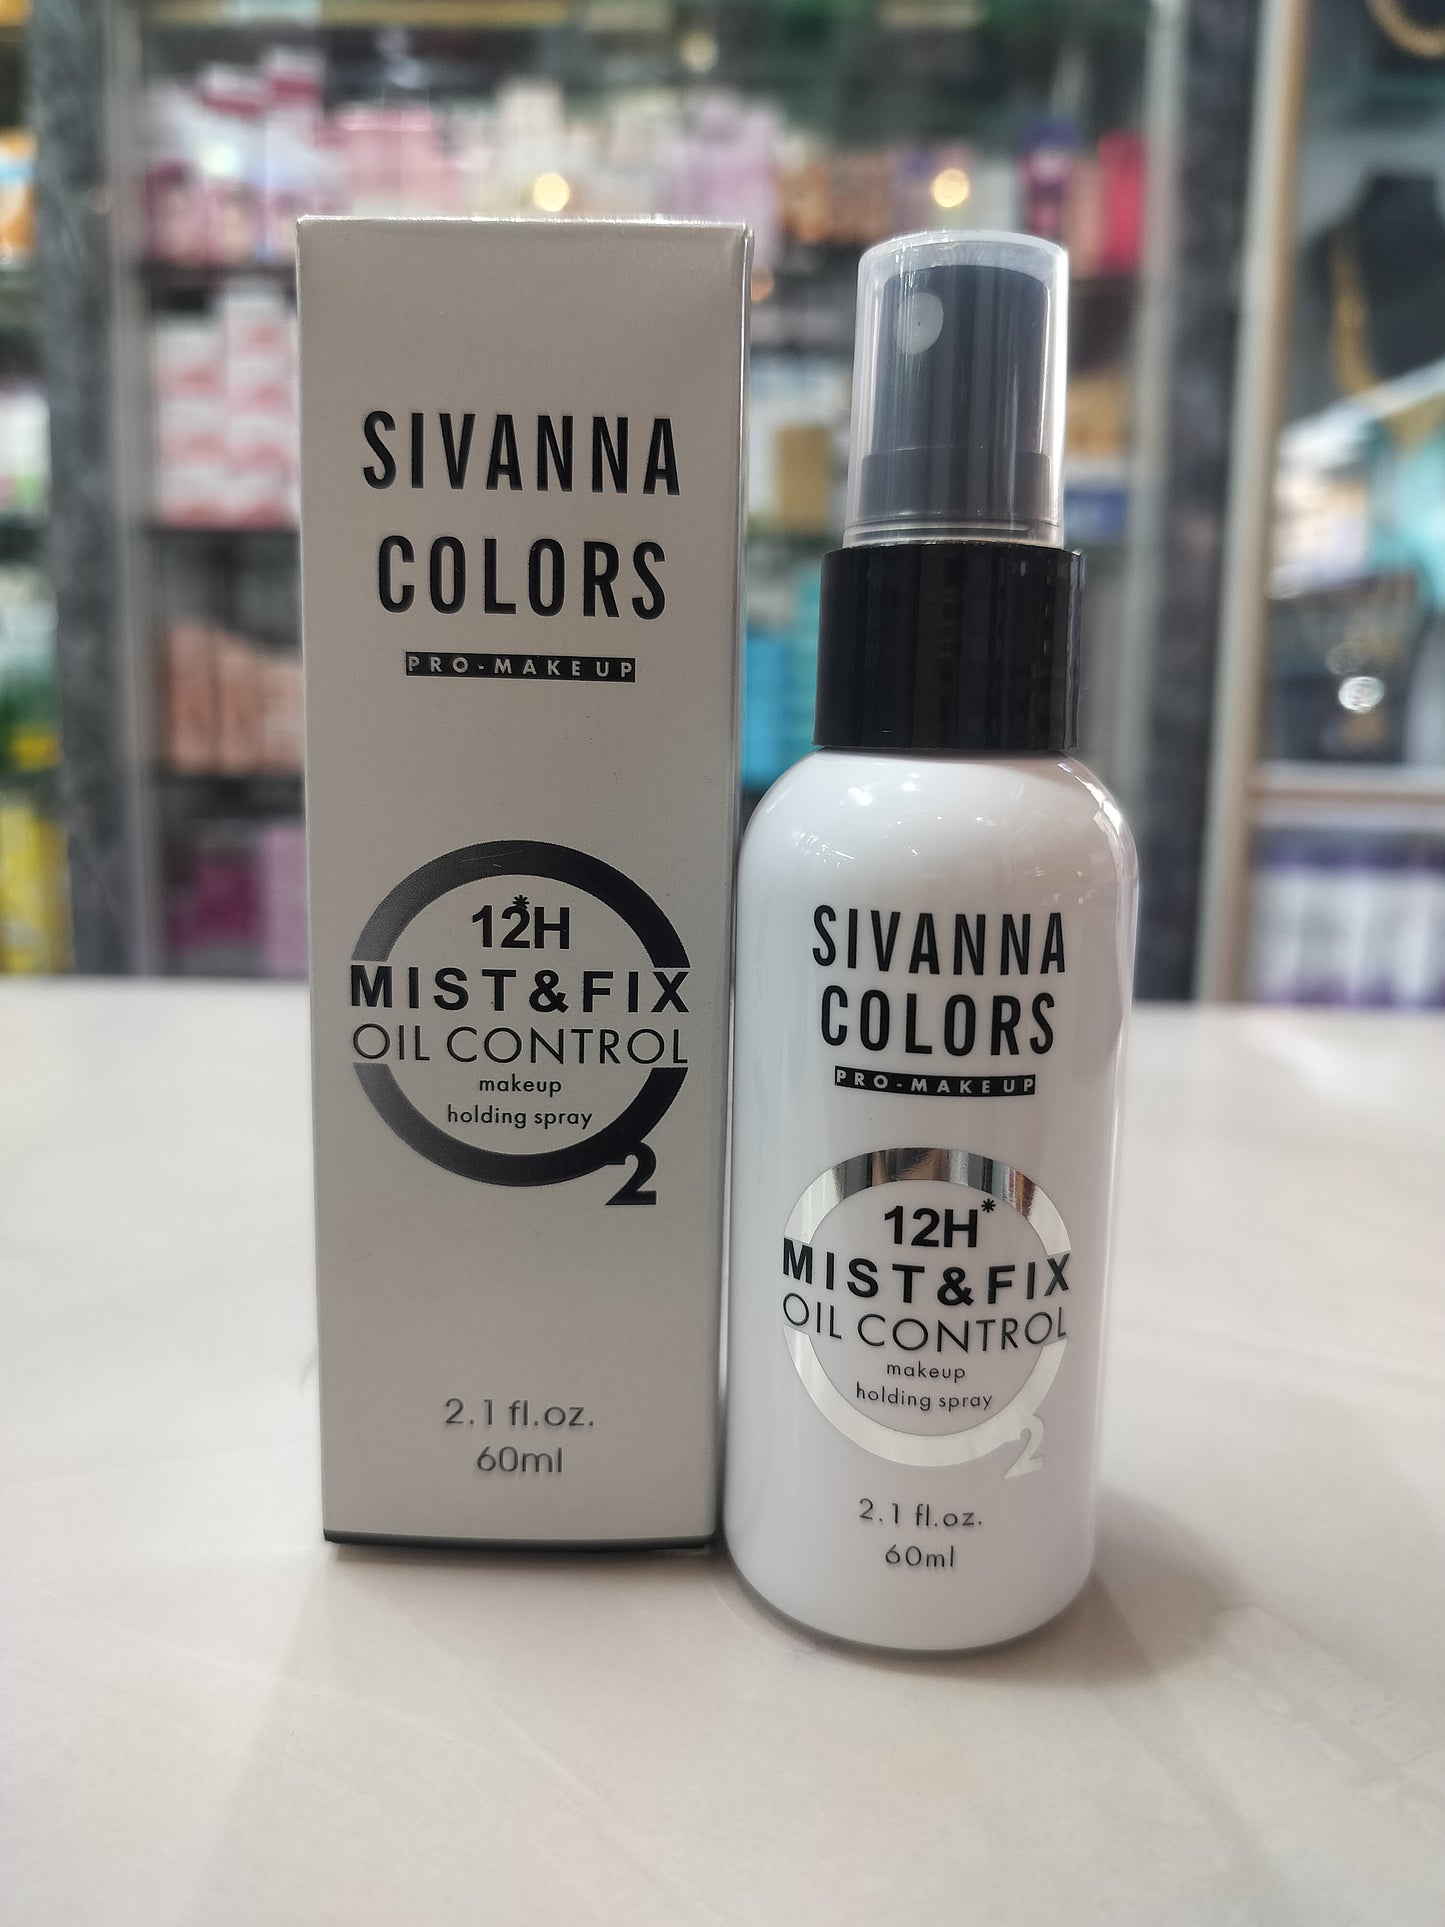 SIVANNA
COLORS
PRO-MAKEUP
12H*
MIST&FIX
OIL CONTROL
makeup
holding spray
2
2.1 fl.oz.
60ml
SIVANNA
COLORS
PRO-MAKEUP
12H*
MIST&FIX
OIL CONTROL
makeup
holding spray
2
2.1 fl.oz.
60ml